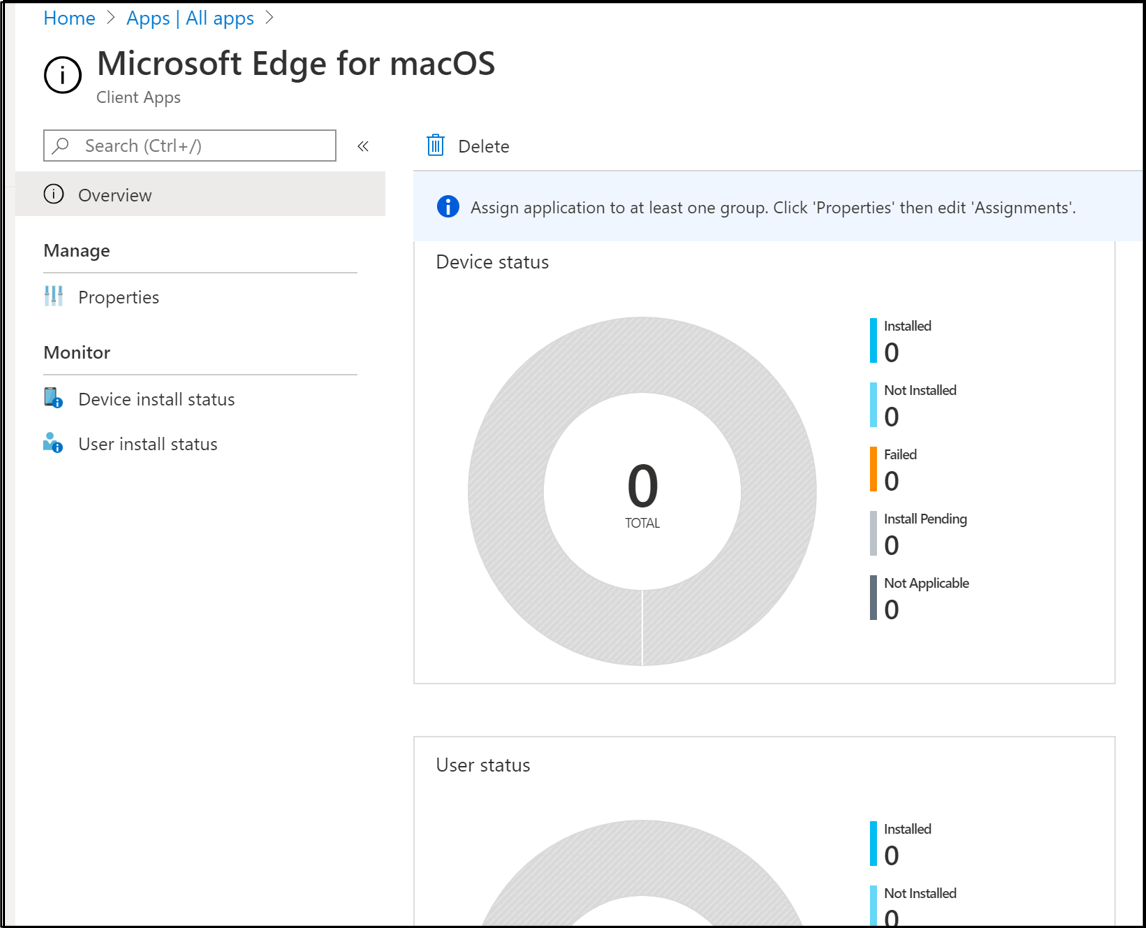 Home > Apps | All apps >
Microsoft Edge for macOS
Client Apps
Search (Ctrl+/)
«
Delete
Overview
Assign application to at least one group. Click 'Properties' then edit 'Assignments'.
Manage
Properties
Monitor
Device install status
User install status
Device status
0
TOTAL
Installed
0
Not Installed
0
Failed
0
Install Pending
0
Not Applicable
0
User status
Installed
0
Not Installed
0